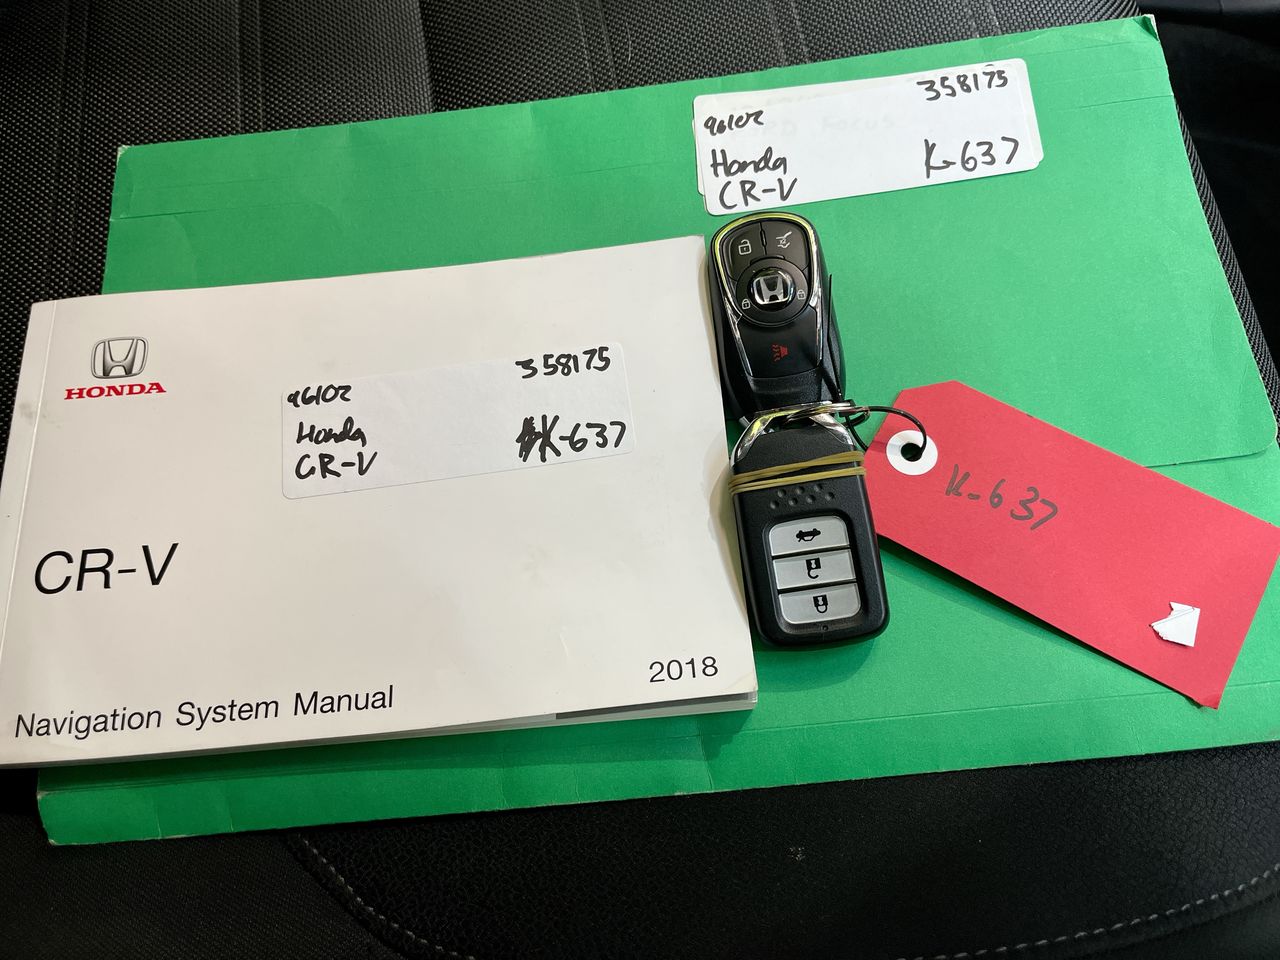 358175
96102
Honda
K-637
CR-V
HONDA
358175
96102
Honda
K-637
CR-V
K-637
CR-V
2018
Navigation System Manual